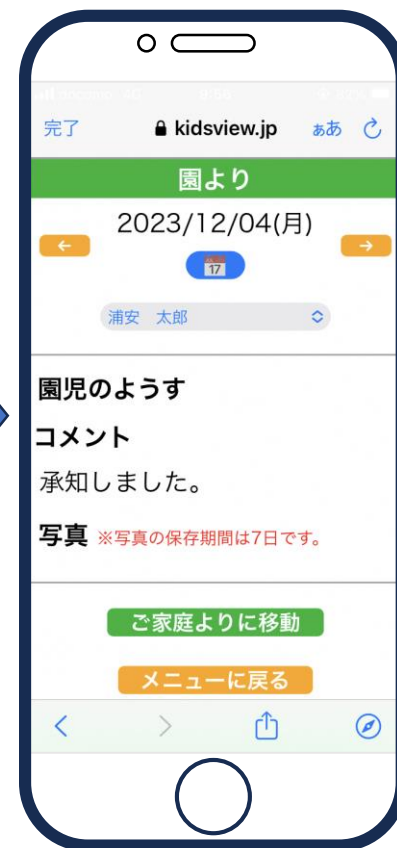 完了 kidsview.jp ぁあ
園より
2023/12/04(月)
← →
17
浦安 太郎
園児のようす
コメント
承知しました。
写真 ※写真の保存期間は7日です。
ご家庭よりに移動
メニューに戻る